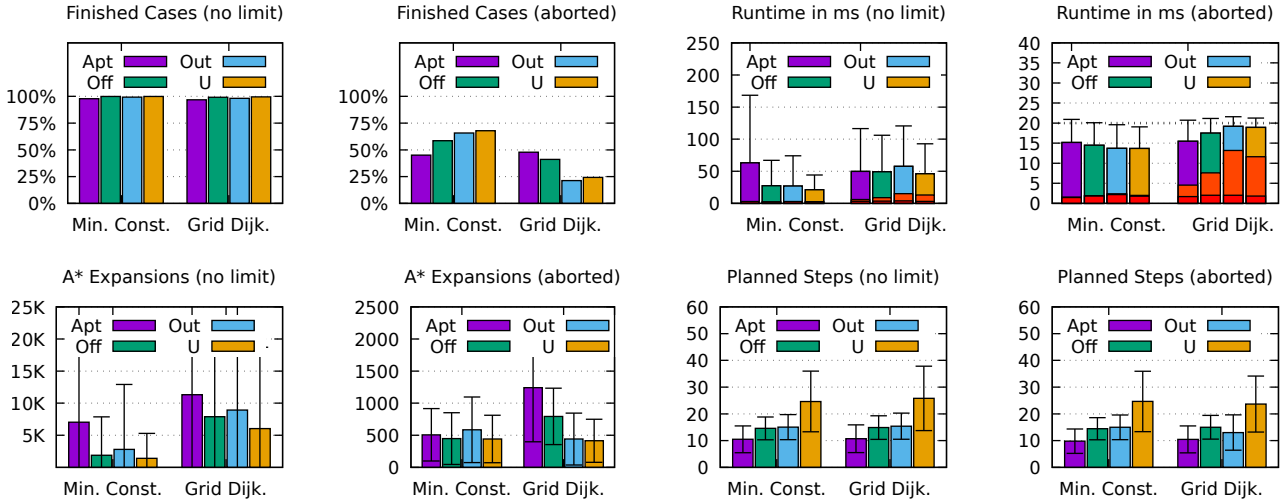 Finished Cases (no limit)
Apt Out
Off U
100%
75%
50%
25%
0%
Min. Const. Grid Dijk.
Finished Cases (aborted)
Apt Out
Off U
100%
75%
50%
25%
0%
Min. Const. Grid Dijk.
Runtime in ms (no limit)
250
Apt Out
200
Off U
150
100
50
0
Min. Const. Grid Dijk.
Runtime in ms (aborted)
40
Apt Out
35
30
Off U
25
20
15
10
5
0
Min. Const. Grid Dijk.
A* Expansions (no limit)
25K
Apt Out
20K
Off U
15K
10K
5K
Min. Const. Grid Dijk.
A* Expansions (aborted)
2500
Apt Out
2000
Off U
1500
1000
500
0
Min. Const. Grid Dijk.
Planned Steps (no limit)
60
Apt Out
50
Off U
40
30
20
10
0
Min. Const. Grid Dijk.
Planned Steps (aborted)
60
Apt Out
50
Off U
40
30
20
10
0
Min. Const. Grid Dijk.